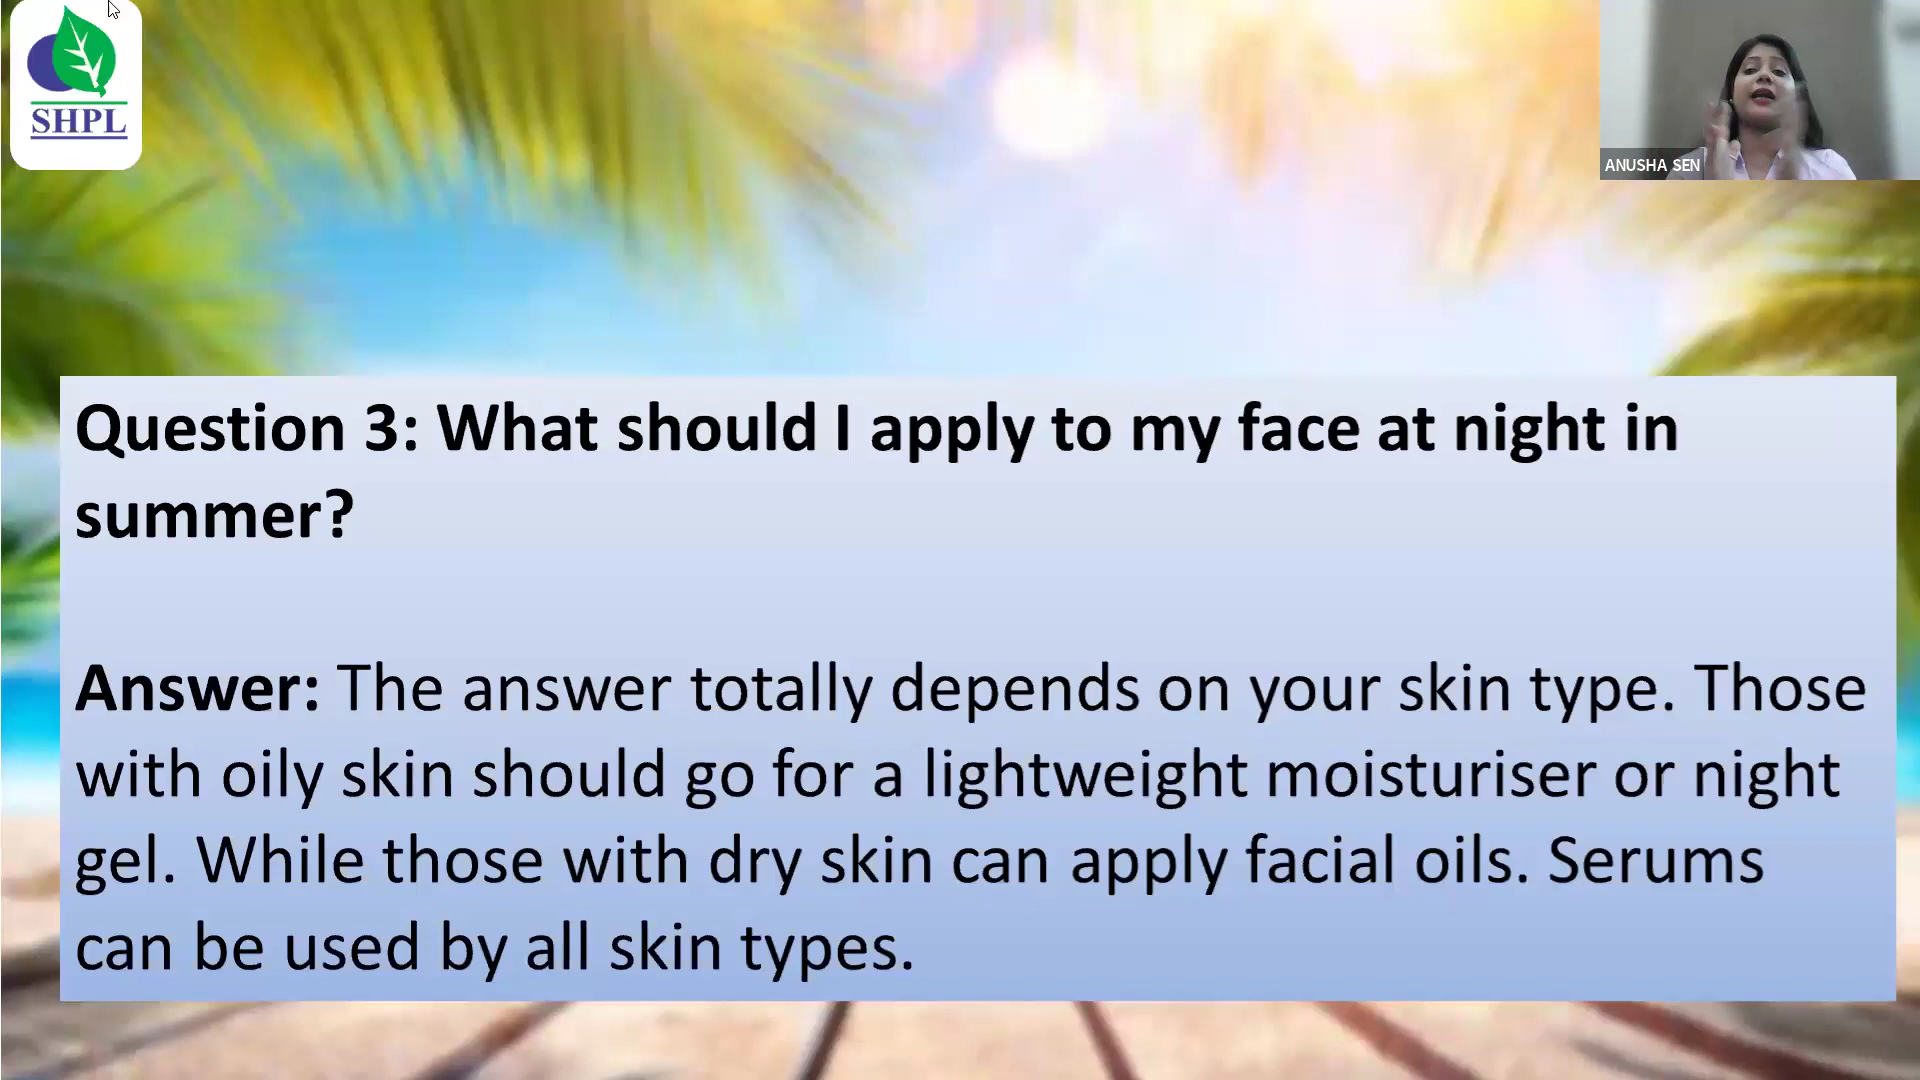 SHPL
ANUSHA SEN
Question 3: What should I apply to my face at night in
summer?
Answer: The answer totally depends on your skin type. Those
with oily skin should go for a lightweight moisturiser or night
gel. While those with dry skin can apply facial oils. Serums
can be used by all skin types.